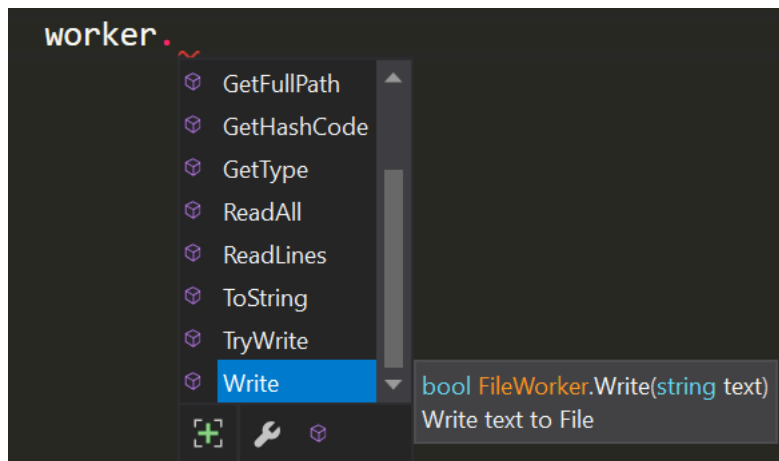 worker.
GetFullPath
GetHashCode
GetType
ReadAll
ReadLines
ToString
TryWrite
Write
bool FileWorker.Write(string text)
Write text to File